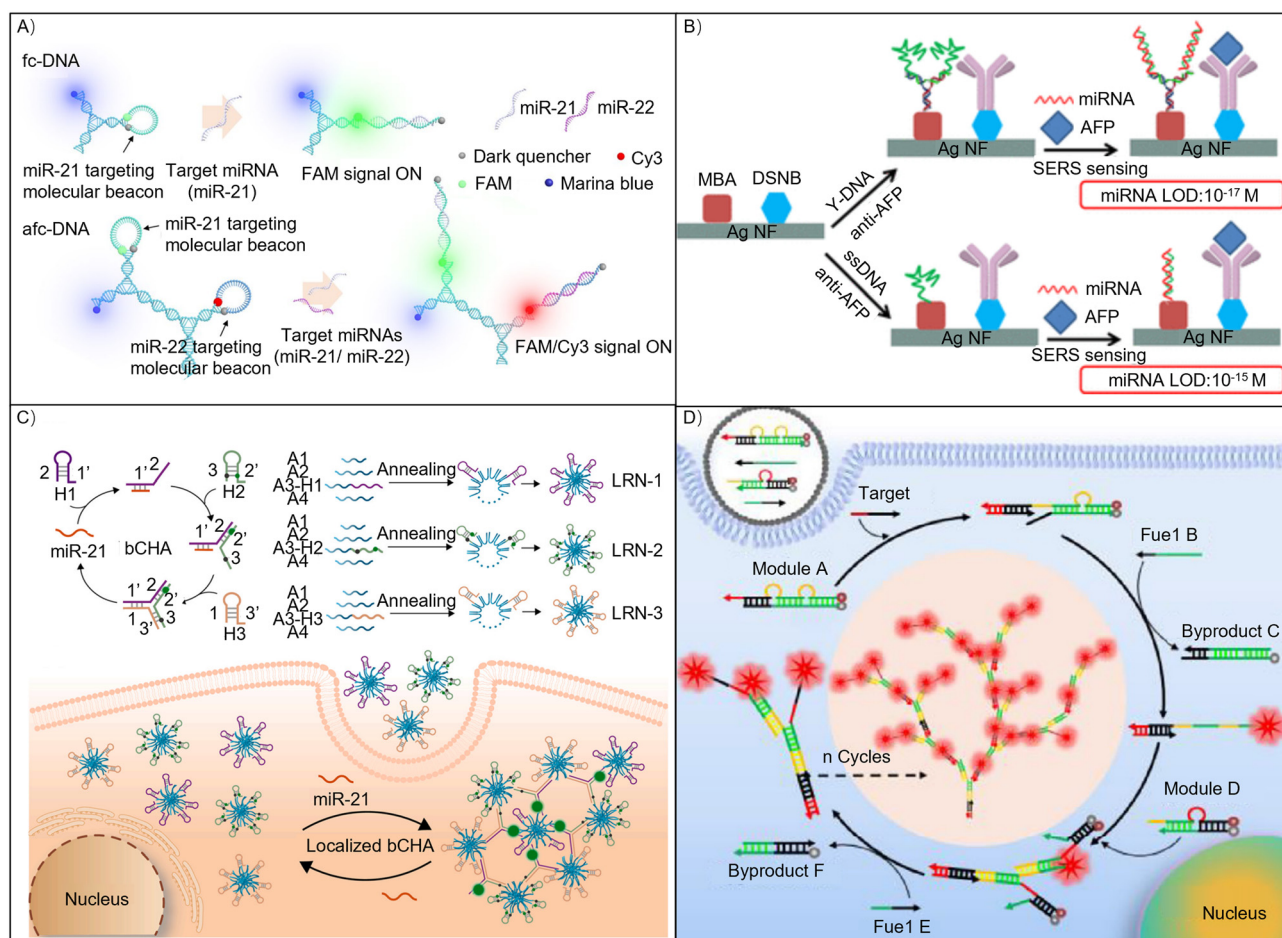 A)
fc-DNA
miR-21 targeting
molecular beacon
Target miRNA
(miR-21)
FAM signal ON
miR-21
miR-22
Dark quencher
Cy3
FAM
Marina blue
afc-DNA
miR-21 targeting
molecular beacon
miR-22 targeting
molecular beacon
Target miRNAs
(miR-21/ miR-22)
FAM/Cy3 signal ON
B)
MBA
DSNB
Ag NF
Y-DNA
anti-AFP
ssDNA
anti-AFP
Ag NF
miRNA
AFP
SERS sensing
Ag NF
miRNA LOD:10-17 M
Ag NF
miRNA
AFP
SERS sensing
Ag NF
miRNA LOD:10-15 M
C)
2
1’
H1
1’
2
3
2’
H2
miR-21
bCHA
1’
2
2’
3
1’
2
2’
1
3
3’
1
3’
H3
A1
A2
A3-H1
A4
Annealing
LRN-1
A1
A2
A3-H2
A4
Annealing
LRN-2
A1
A2
A3-H3
A4
Annealing
LRN-3
miR-21
Localized bCHA
Nucleus
D)
Target
Module A
Fue1 B
Byproduct C
n Cycles
Module D
Byproduct F
Fue1 E
Nucleus